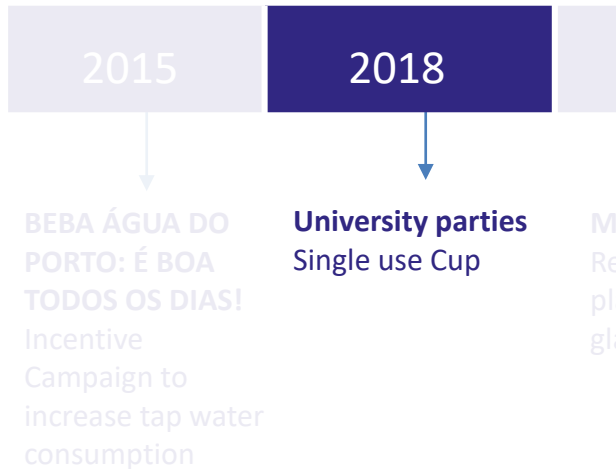 2015
2018
BEBA ÁGUA DO
PORTO: É BOA
TODOS OS DIAS!
Incentive
Campaign to
increase tap water
consumption
University parties
Single use Cup